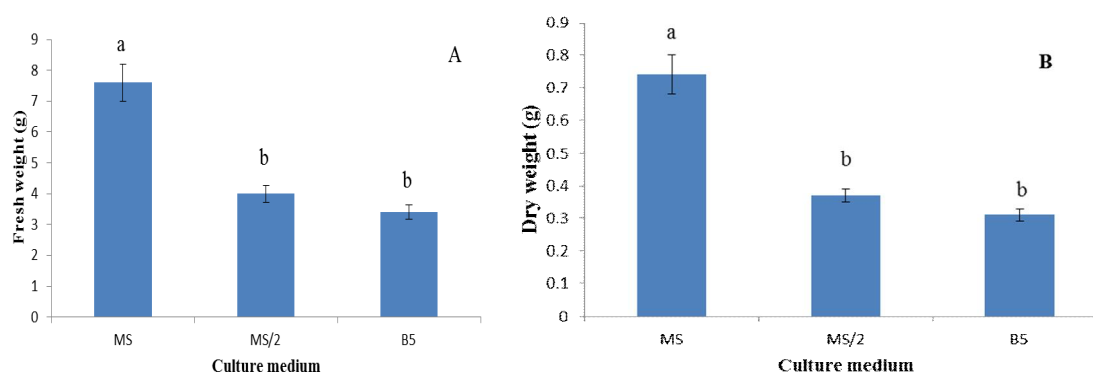 A
Fresh weight (g)
9
8
7
6
5
4
3
2
1
0
a
b
b
MS
MS/2
B5
Culture medium
B
Dry weight (g)
0.9
0.8
0.7
0.6
0.5
0.4
0.3
0.2
0.1
0
a
b
b
MS
MS/2
B5
Culture medium